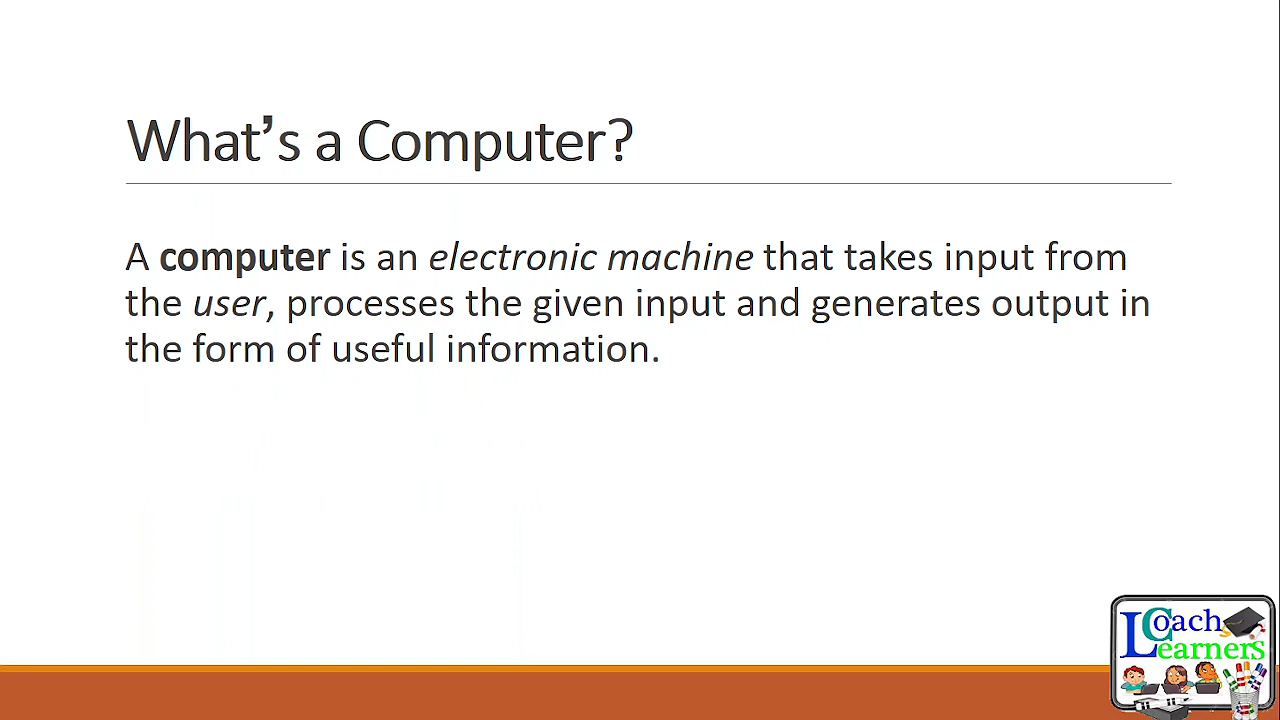 What’s a Computer?
A computer is an electronic machine that takes input from
the user, processes the given input and generates output in
the form of useful information.
Coach
Learners